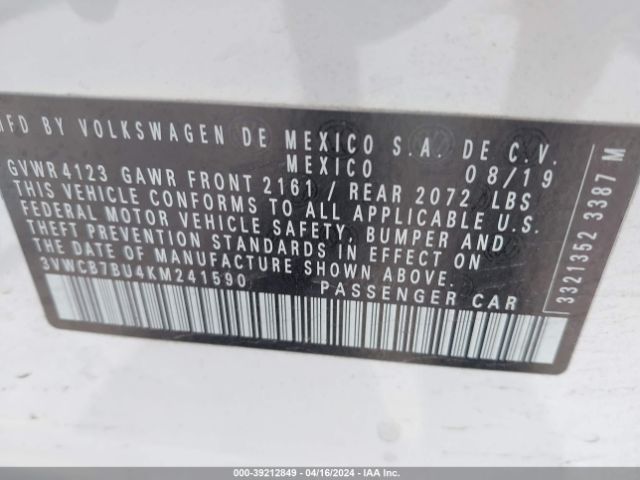 MFD BY VOLKSWAGEN DE MEXICO S.A. DE C.V.
MEXICO 08/19
GVWR 4123 GAWR FRONT 2161 / REAR 2072 LBS
THIS VEHICLE CONFORMS TO ALL APPLICABLE U.S.
FEDERAL MOTOR VEHICLE SAFETY, BUMPER AND
THEFT PREVENTION STANDARDS IN EFFECT ON
THE DATE OF MANUFACTURE SHOWN ABOVE.
3VWCB7BU4KM241590 PASSENGER CAR
3321352 3387 M
000-39212849 - 04/16/2024 - IAA Inc.